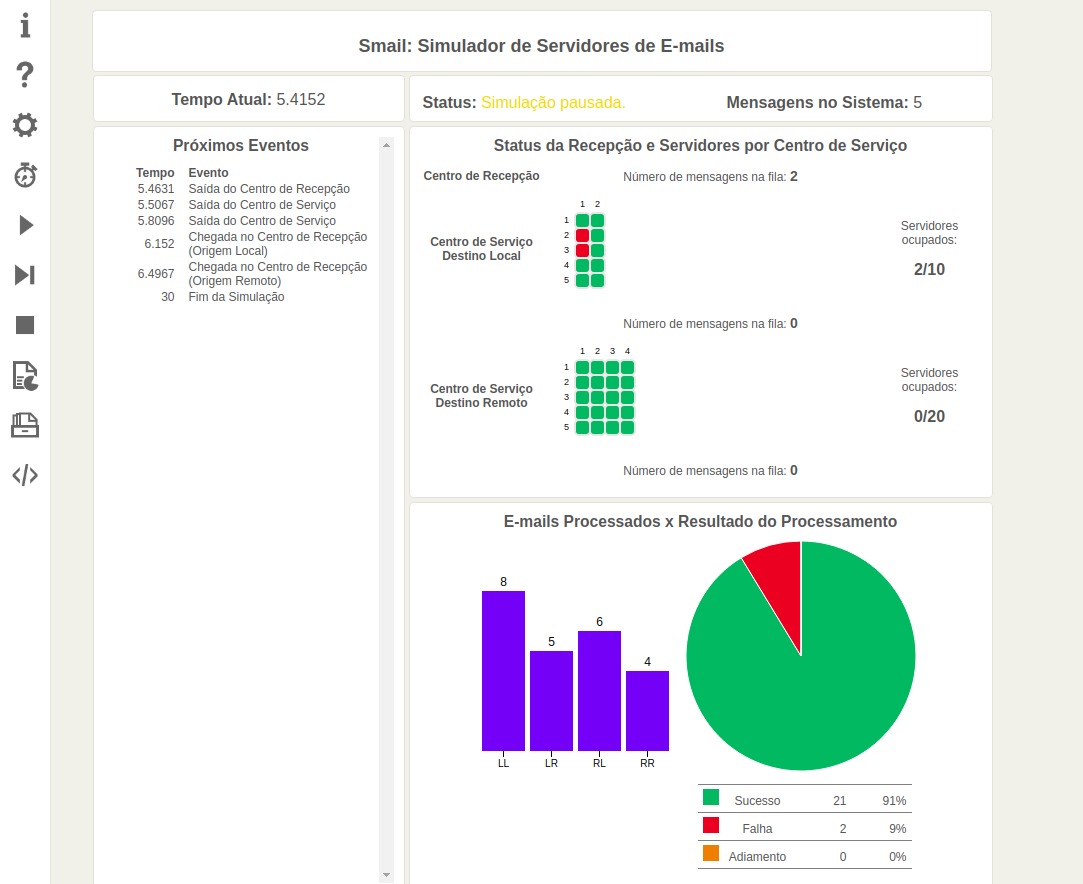 Smail: Simulador de Servidores de E-mails
Tempo Atual: 5.4152
Status: Simulação pausada.
Mensagens no Sistema: 5
Próximos Eventos
Tempo Evento
5.4631 Saída do Centro de Recepção
5.5067 Saída do Centro de Serviço
5.8096 Saída do Centro de Serviço
6.152 Chegada no Centro de Recepção
(Origem Local)
6.4967 Chegada no Centro de Recepção
(Origem Remoto)
30 Fim da Simulação
Status da Recepção e Servidores por Centro de Serviço
Centro de Recepção
Número de mensagens na fila: 2
1 2
1
2
3
4
5
Centro de Serviço
Destino Local
Servidores
ocupados:
2/10
Número de mensagens na fila: 0
1 2 3 4
1
2
3
4
5
Centro de Serviço
Destino Remoto
Servidores
ocupados:
0/20
Número de mensagens na fila: 0
E-mails Processados x Resultado do Processamento
8
5
6
4
LL LR RL RR
Sucesso 21 91%
Falha 2 9%
Adiamento 0 0%